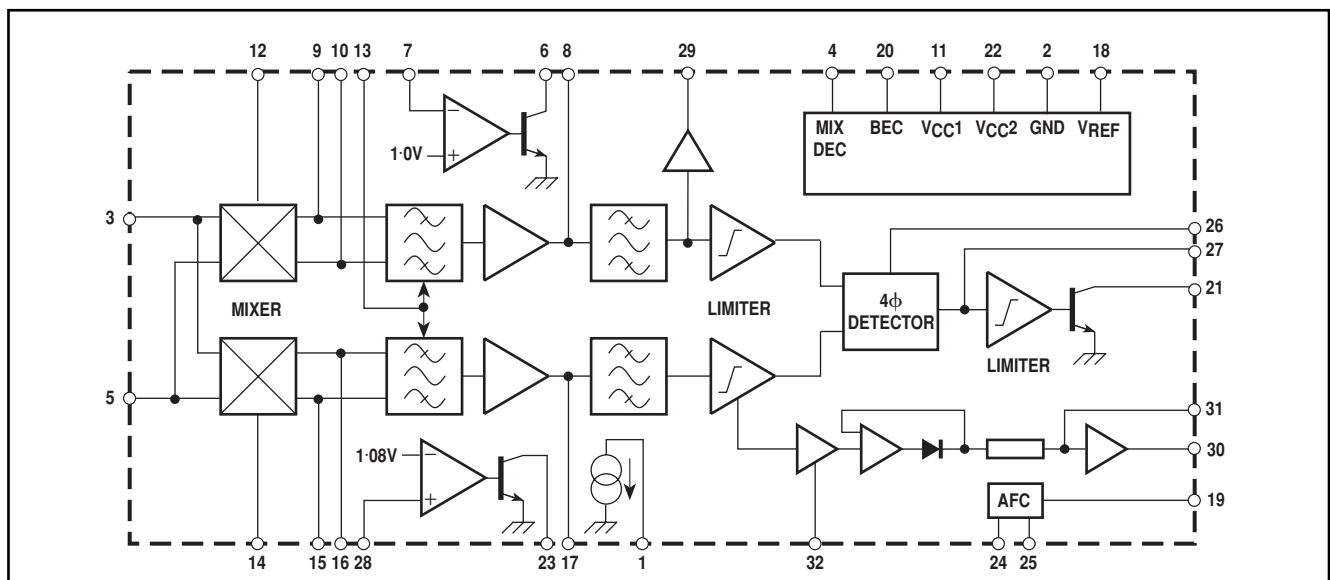 12 9 10 13 7 6 8 29 4 20 11 22 2 18
MIX DEC
BEC
VCC1
VCC2
GND
VREF
−
1·0V
+
3
26
27
21
MIXER
LIMITER
4ϕ
DETECTOR
LIMITER
5
31
1·08V
−
+
30
AFC
19
14 15 16 28 23 17 1 32 24 25